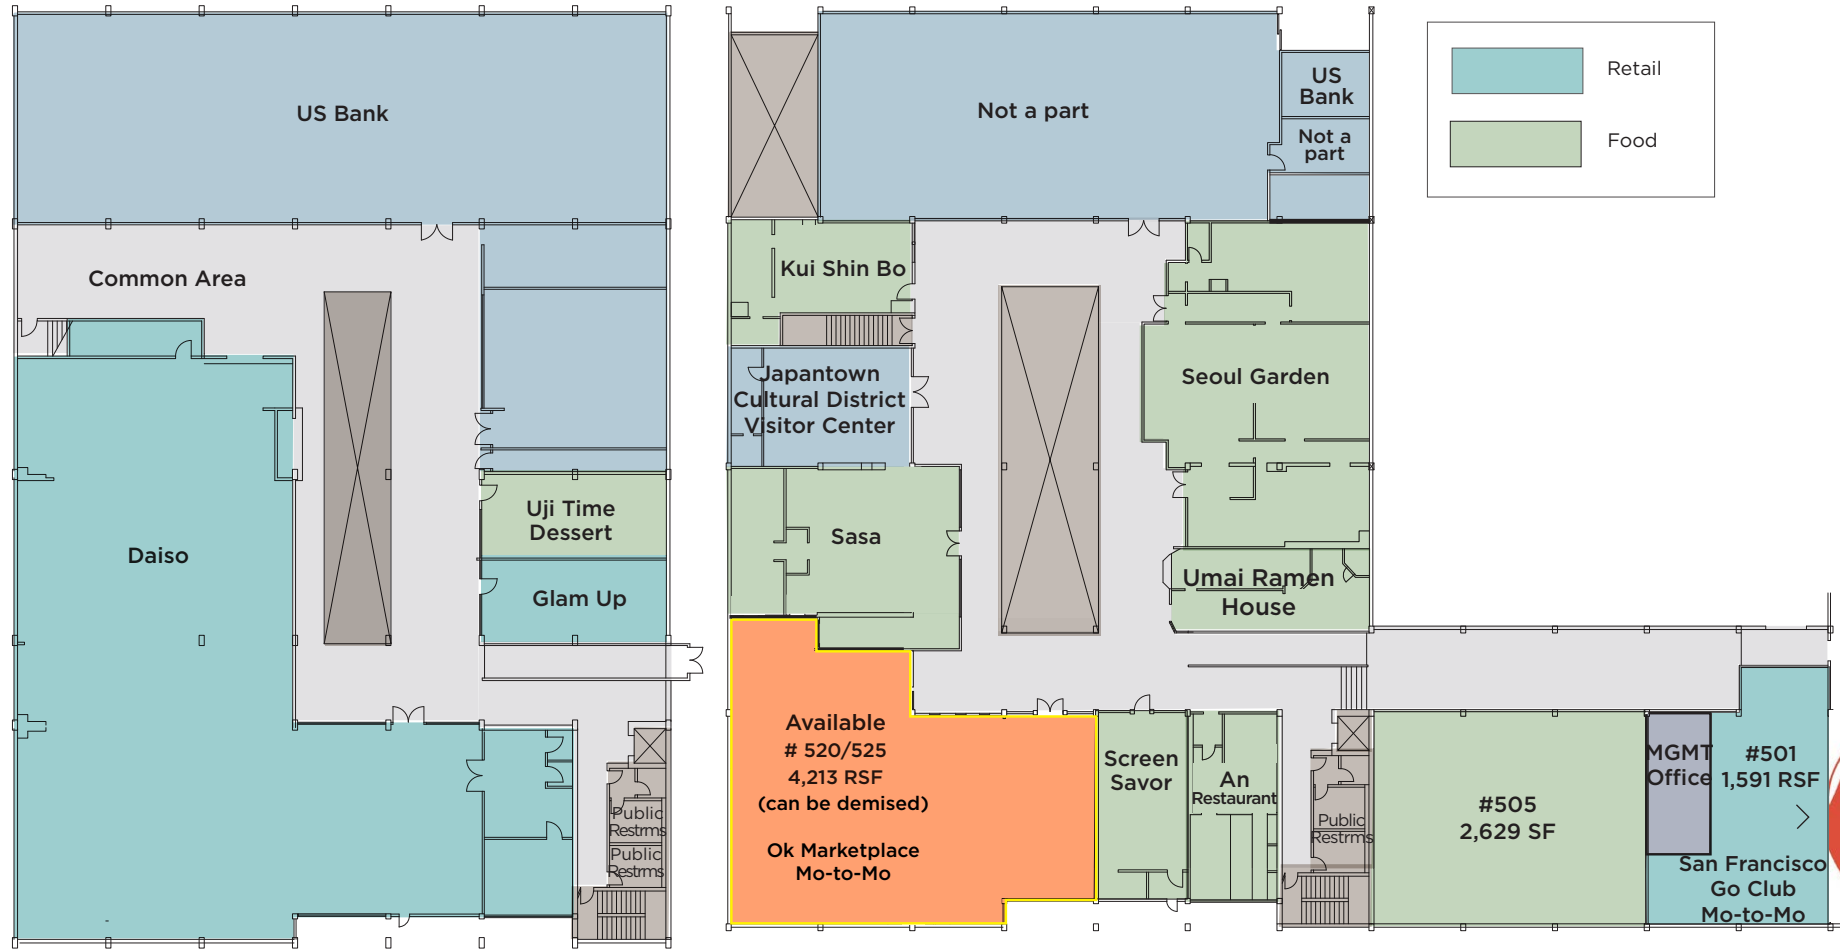 US Bank
Common Area
Daiso
Uji Time
Dessert
Glam Up
Public
Restrms
Public
Restrms
Not a part
US
Bank
Not a
part
Kui Shin Bo
Japantown
Cultural District
Visitor Center
Sasa
Seoul Garden
Umai Ramen
House
Available
# 520/525
4,213 RSF
(can be demised)
Ok Marketplace
Mo-to-Mo
Screen
Savor
An
Restaurant
Public
Restrms
#505
2,629 SF
MGMT
Office
#501
1,591 RSF
San Francisco
Go Club
Mo-to-Mo
Retail
Food